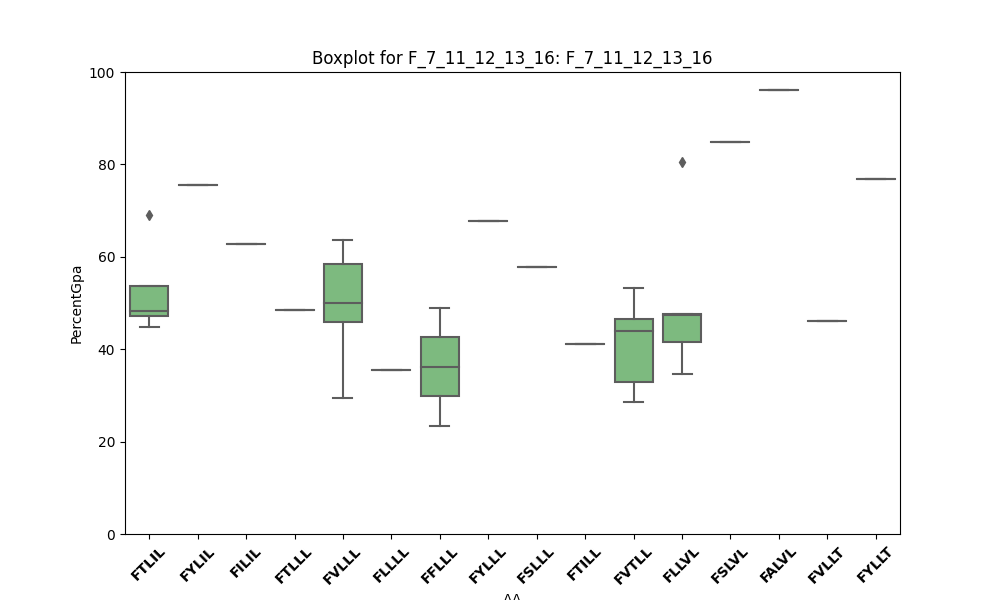 Boxplot for F_7_11_12_13_16: F_7_11_12_13_16
100
80
60
40
20
0
PercentGpa
FTLIL FYLIL FILIL FTLLL FVLLL FLLLL FFLLL FYLLL FSLLL FTILL FVTLL FLLVL FSLVL FALVL FVLLT FYLLT
AA